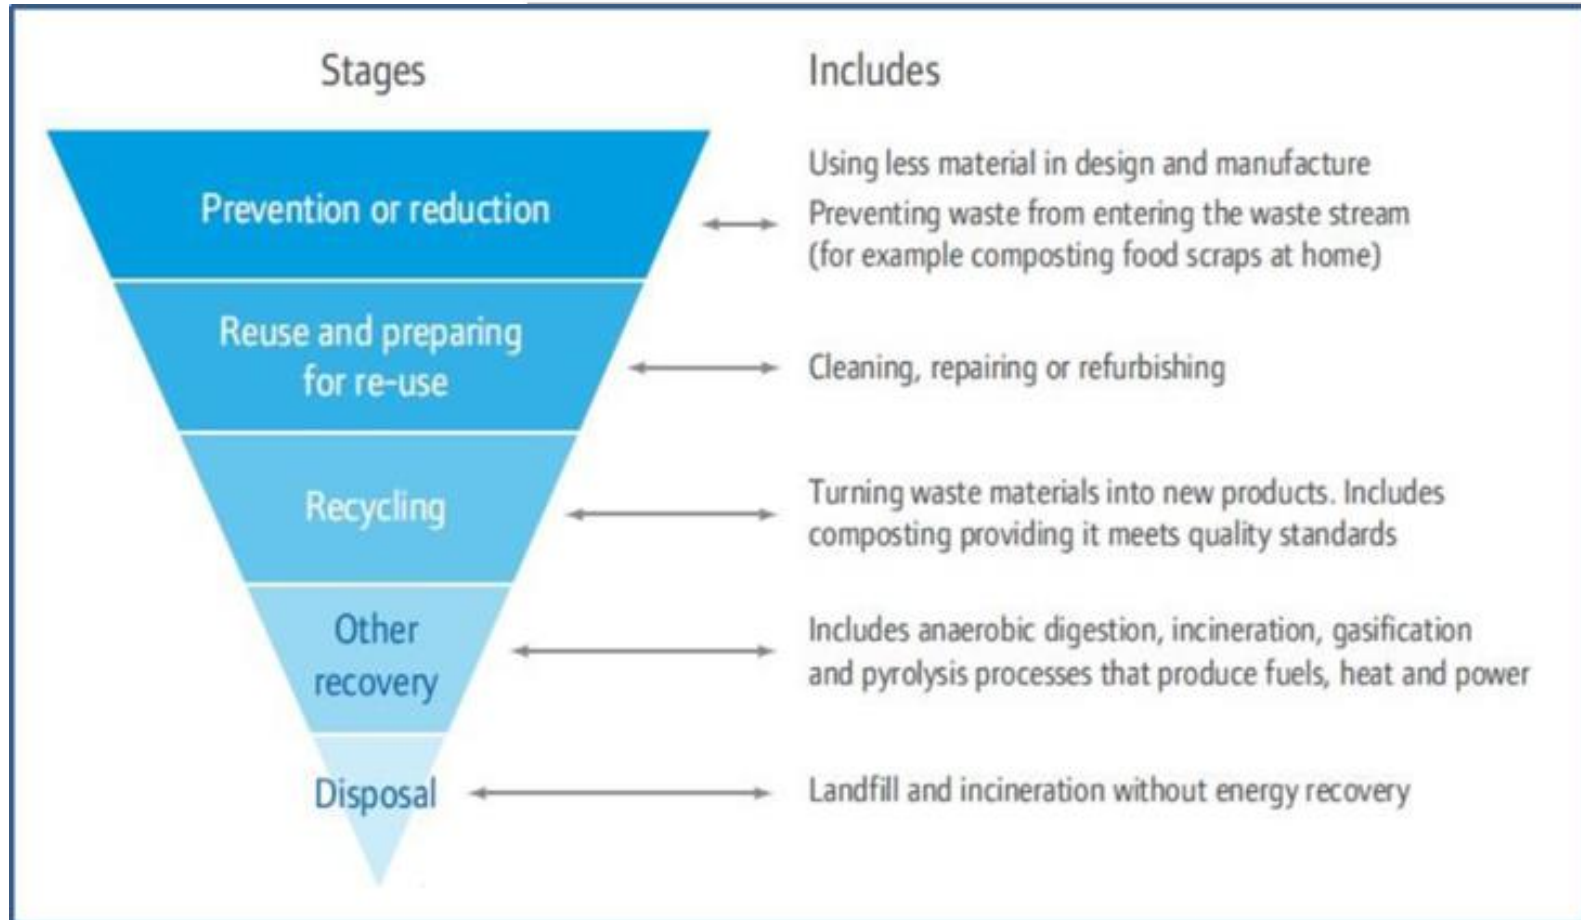 Stages
Includes
Prevention or reduction
Using less material in design and manufacture
Preventing waste from entering the waste stream
(for example composting food scraps at home)
Reuse and preparing
for re-use
Cleaning, repairing or refurbishing
Recycling
Turning waste materials into new products. Includes
composting providing it meets quality standards
Other
recovery
Includes anaerobic digestion, incineration, gasification
and pyrolysis processes that produce fuels, heat and power
Disposal
Landfill and incineration without energy recovery